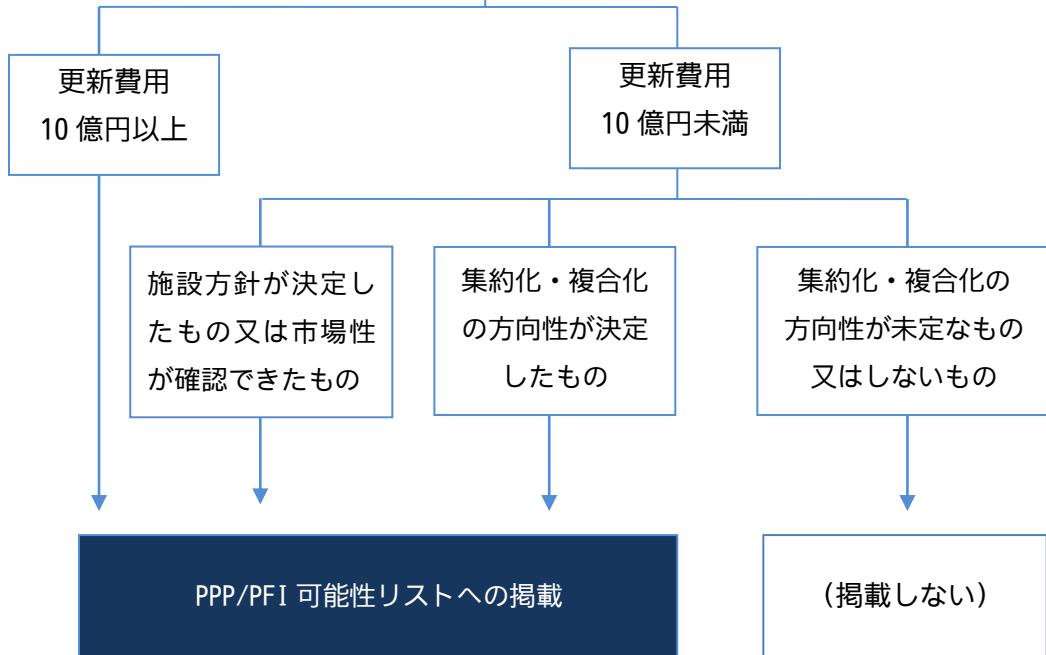 更新費用
10 億円以上
更新費用
10 億円未満
施設方針が決定し
たもの又は市場性
が確認できたもの
集約化・複合化
の方向性が決定
したもの
集約化・複合化の
方向性が未定なもの
又はしないもの
PPP/PFI 可能性リストへの掲載
(掲載しない)